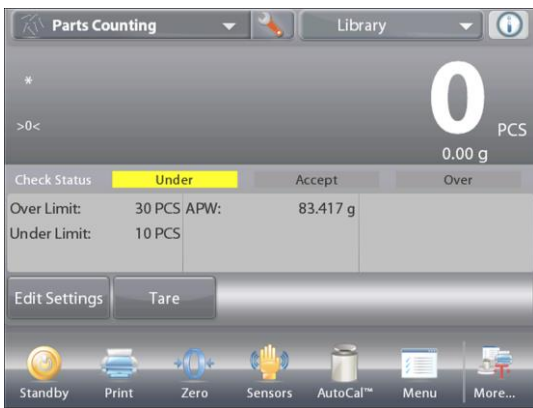 Parts Counting
Library
*
0
>0<
PCS
0.00 g
Check Status Under Accept Over
Over Limit: 30 PCS APW: 83.417 g
Under Limit: 10 PCS
Edit Settings Tare
Standby Print Zero Sensors AutoCal™ Menu More...